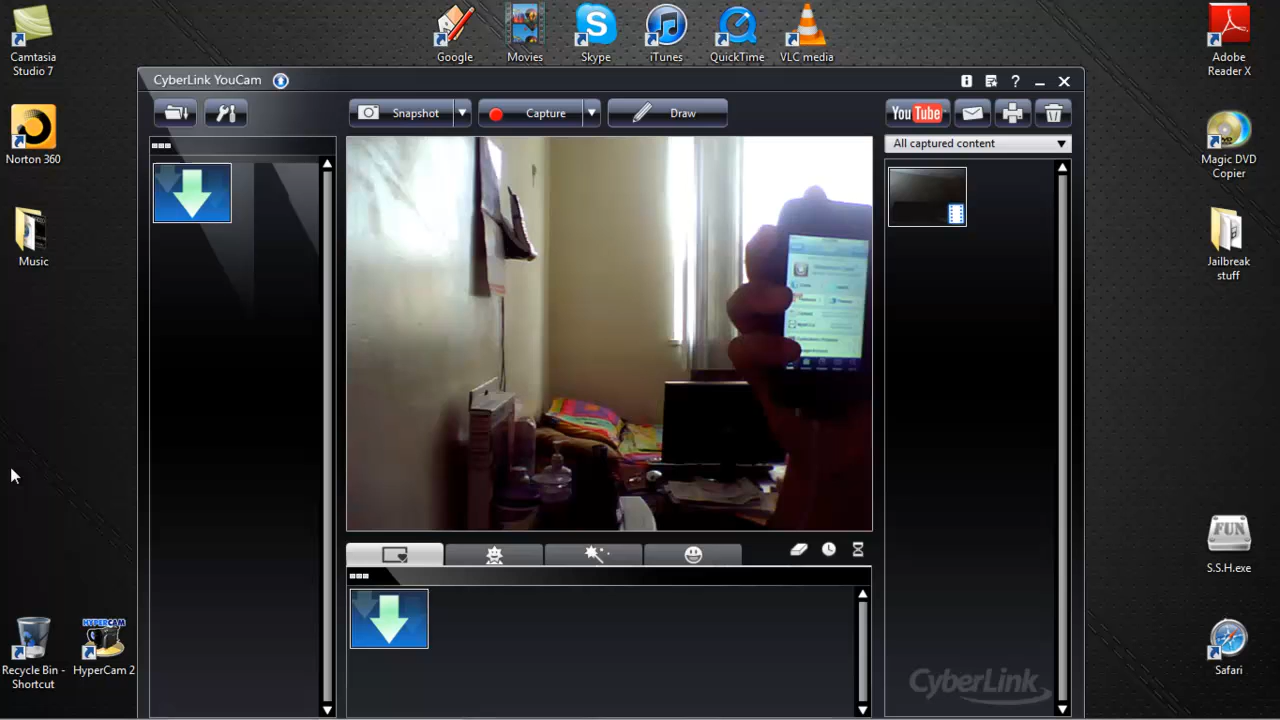 Camtasia
Studio 7
Norton 360
Music
Recycle Bin -
Shortcut
HYPERCAM
HyperCam 2
Google
Movies
Skype
iTunes
QuickTime
VLC media
Adobe
Reader X
DVD
Magic DVD
Copier
Jailbreak
stuff
FUN
S.S.H.exe
Safari
CyberLink YouCam
Snapshot
Capture
Draw
YouTube
All captured content
CyberLink